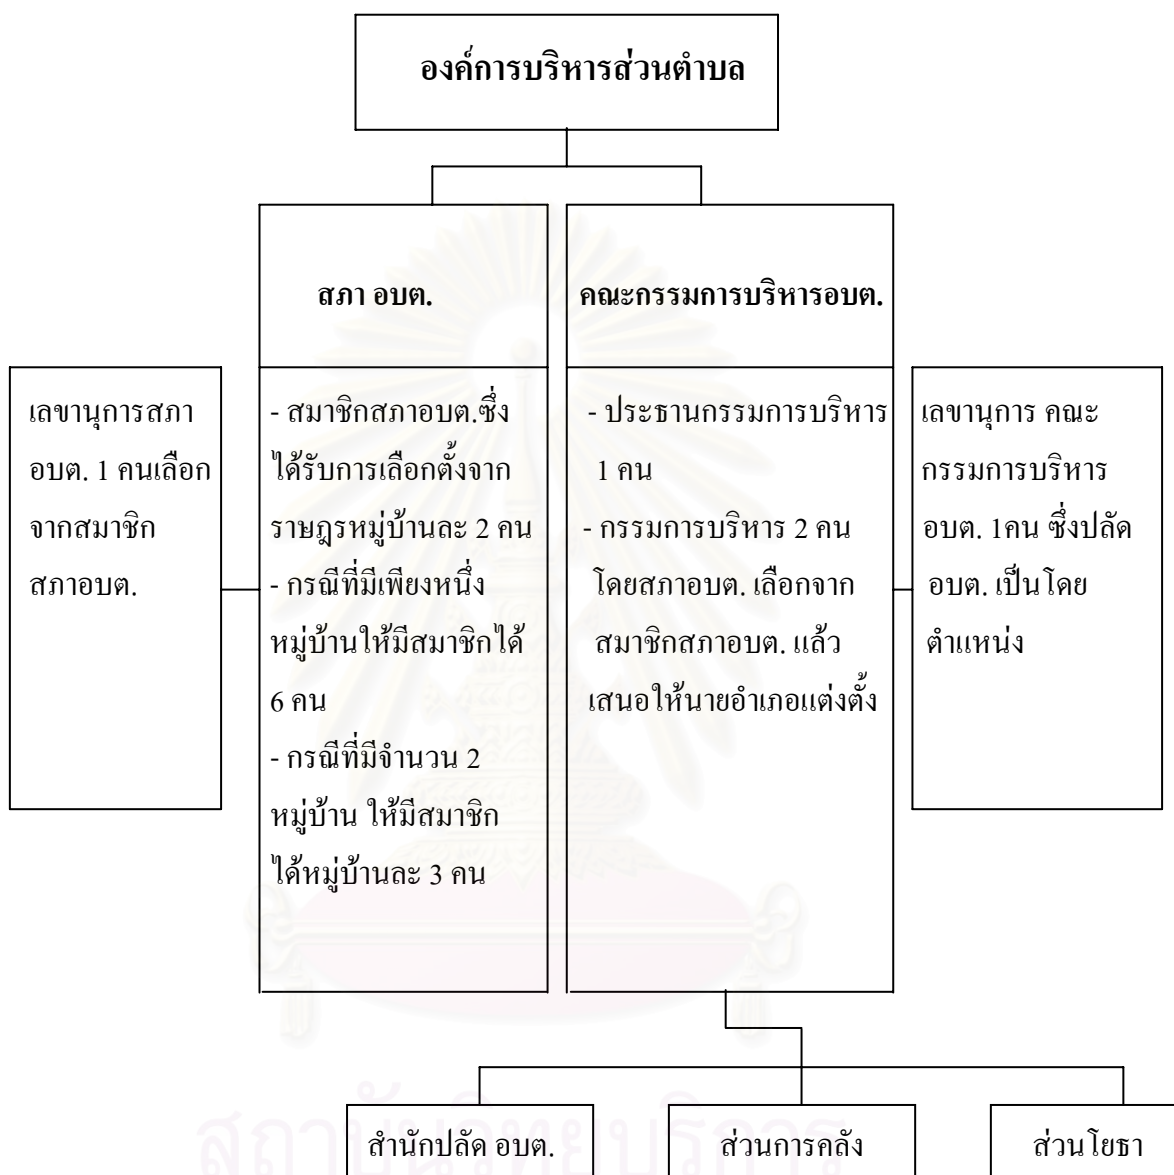 องค์การบริหารส่วนตำบล
สภา อบต.
คณะกรรมการบริหารอบต.
เลขานุการสภา
อบต. 1 คนเลือก
จากสมาชิก
สภาอบต.
- สมาชิกสภาอบต.ซึ่ง
ได้รับการเลือกตั้งจาก
ราษฎรหมู่บ้านละ 2 คน
- กรณีที่มีเพียงหนึ่ง
หมู่บ้านให้มีสมาชิกได้
6 คน
- กรณีที่มีจำนวน 2
หมู่บ้าน ให้มีสมาชิก
ได้หมู่บ้านละ 3 คน
- ประธานกรรมการบริหาร
1 คน
- กรรมการบริหาร 2 คน
โดยสภาอบต. เลือกจาก
สมาชิกสภาอบต. แล้ว
เสนอให้นายอำเภอแต่งตั้ง
เลขานุการ คณะ
กรรมการบริหาร
อบต. 1คน ซึ่งปลัด
อบต. เป็นโดย
ตำแหน่ง
สำนักปลัด อบต.
ส่วนการคลัง
ส่วนโยธา
สถาบันวิทยบริการ